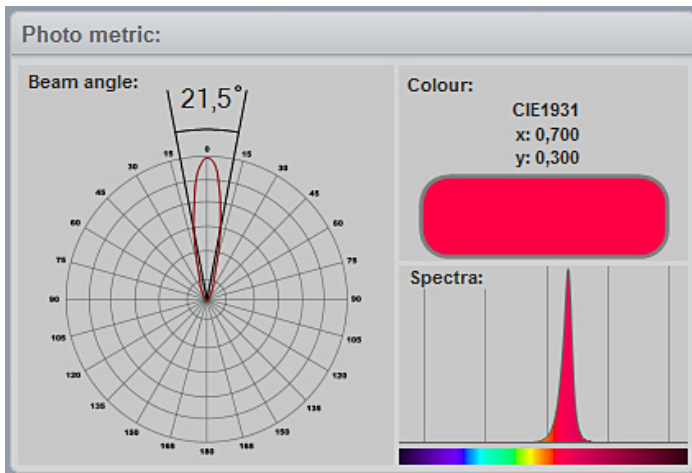 Photo metric:
Beam angle:
21,5°
0
15 15
30 30
45 45
60 60
75 75
90 90
105 105
120 120
135 135
150 150
165 165
180
Colour:
CIE1931
x: 0,700
y: 0,300
Spectra: